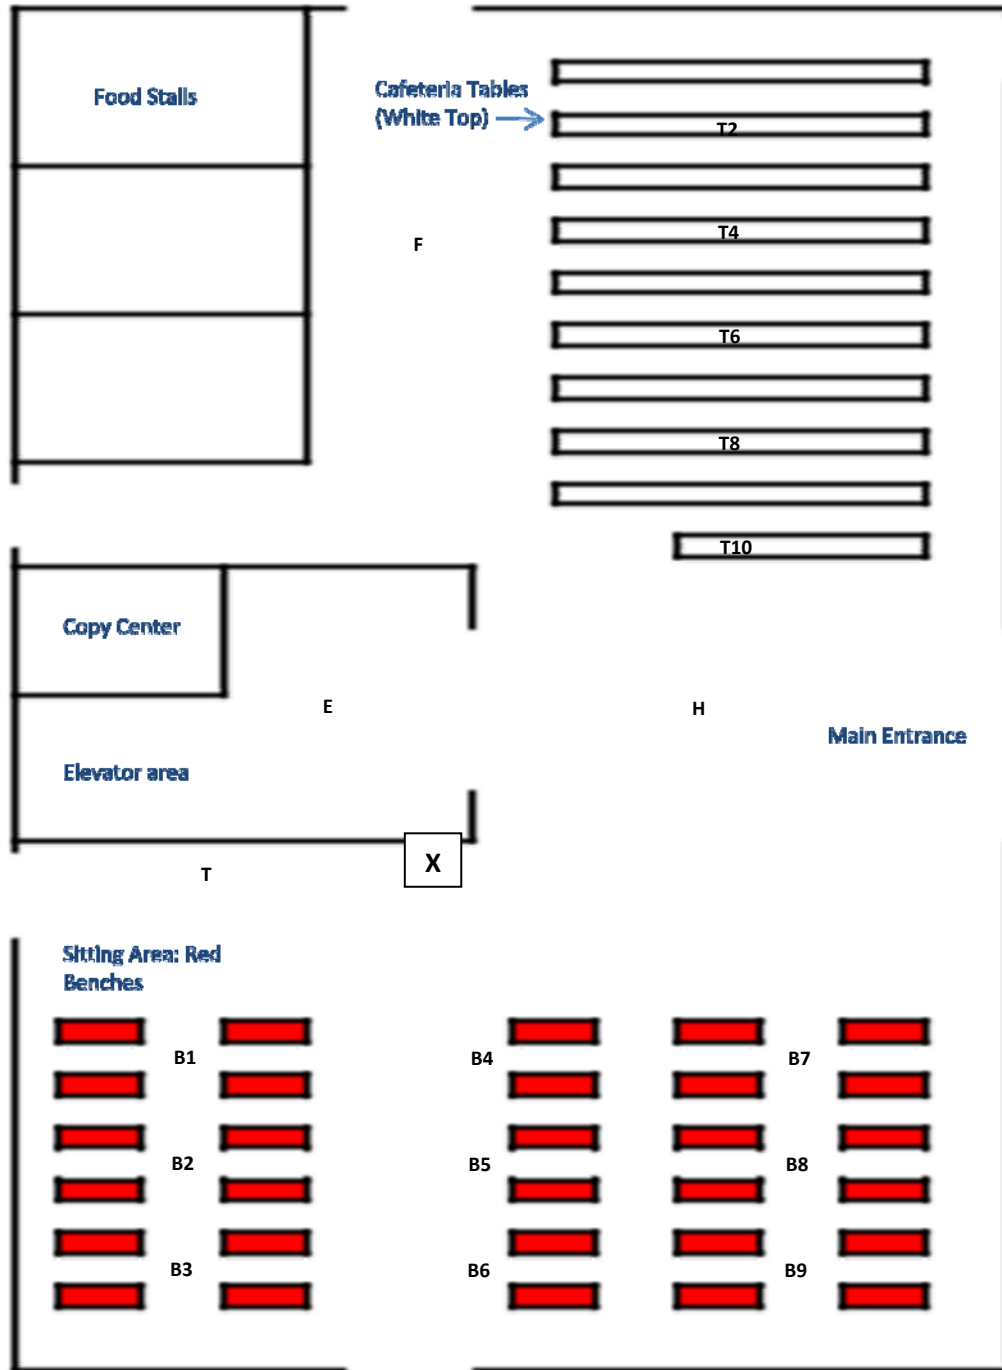 Food Stalls
Cafeteria Tables
(White Top)
T2
T4
F
T6
T8
T10
Copy Center
E
H
Main Entrance
Elevator area
X
T
Sitting Area: Red
Benches
B1
B4
B7
B2
B5
B8
B3
B6
B9